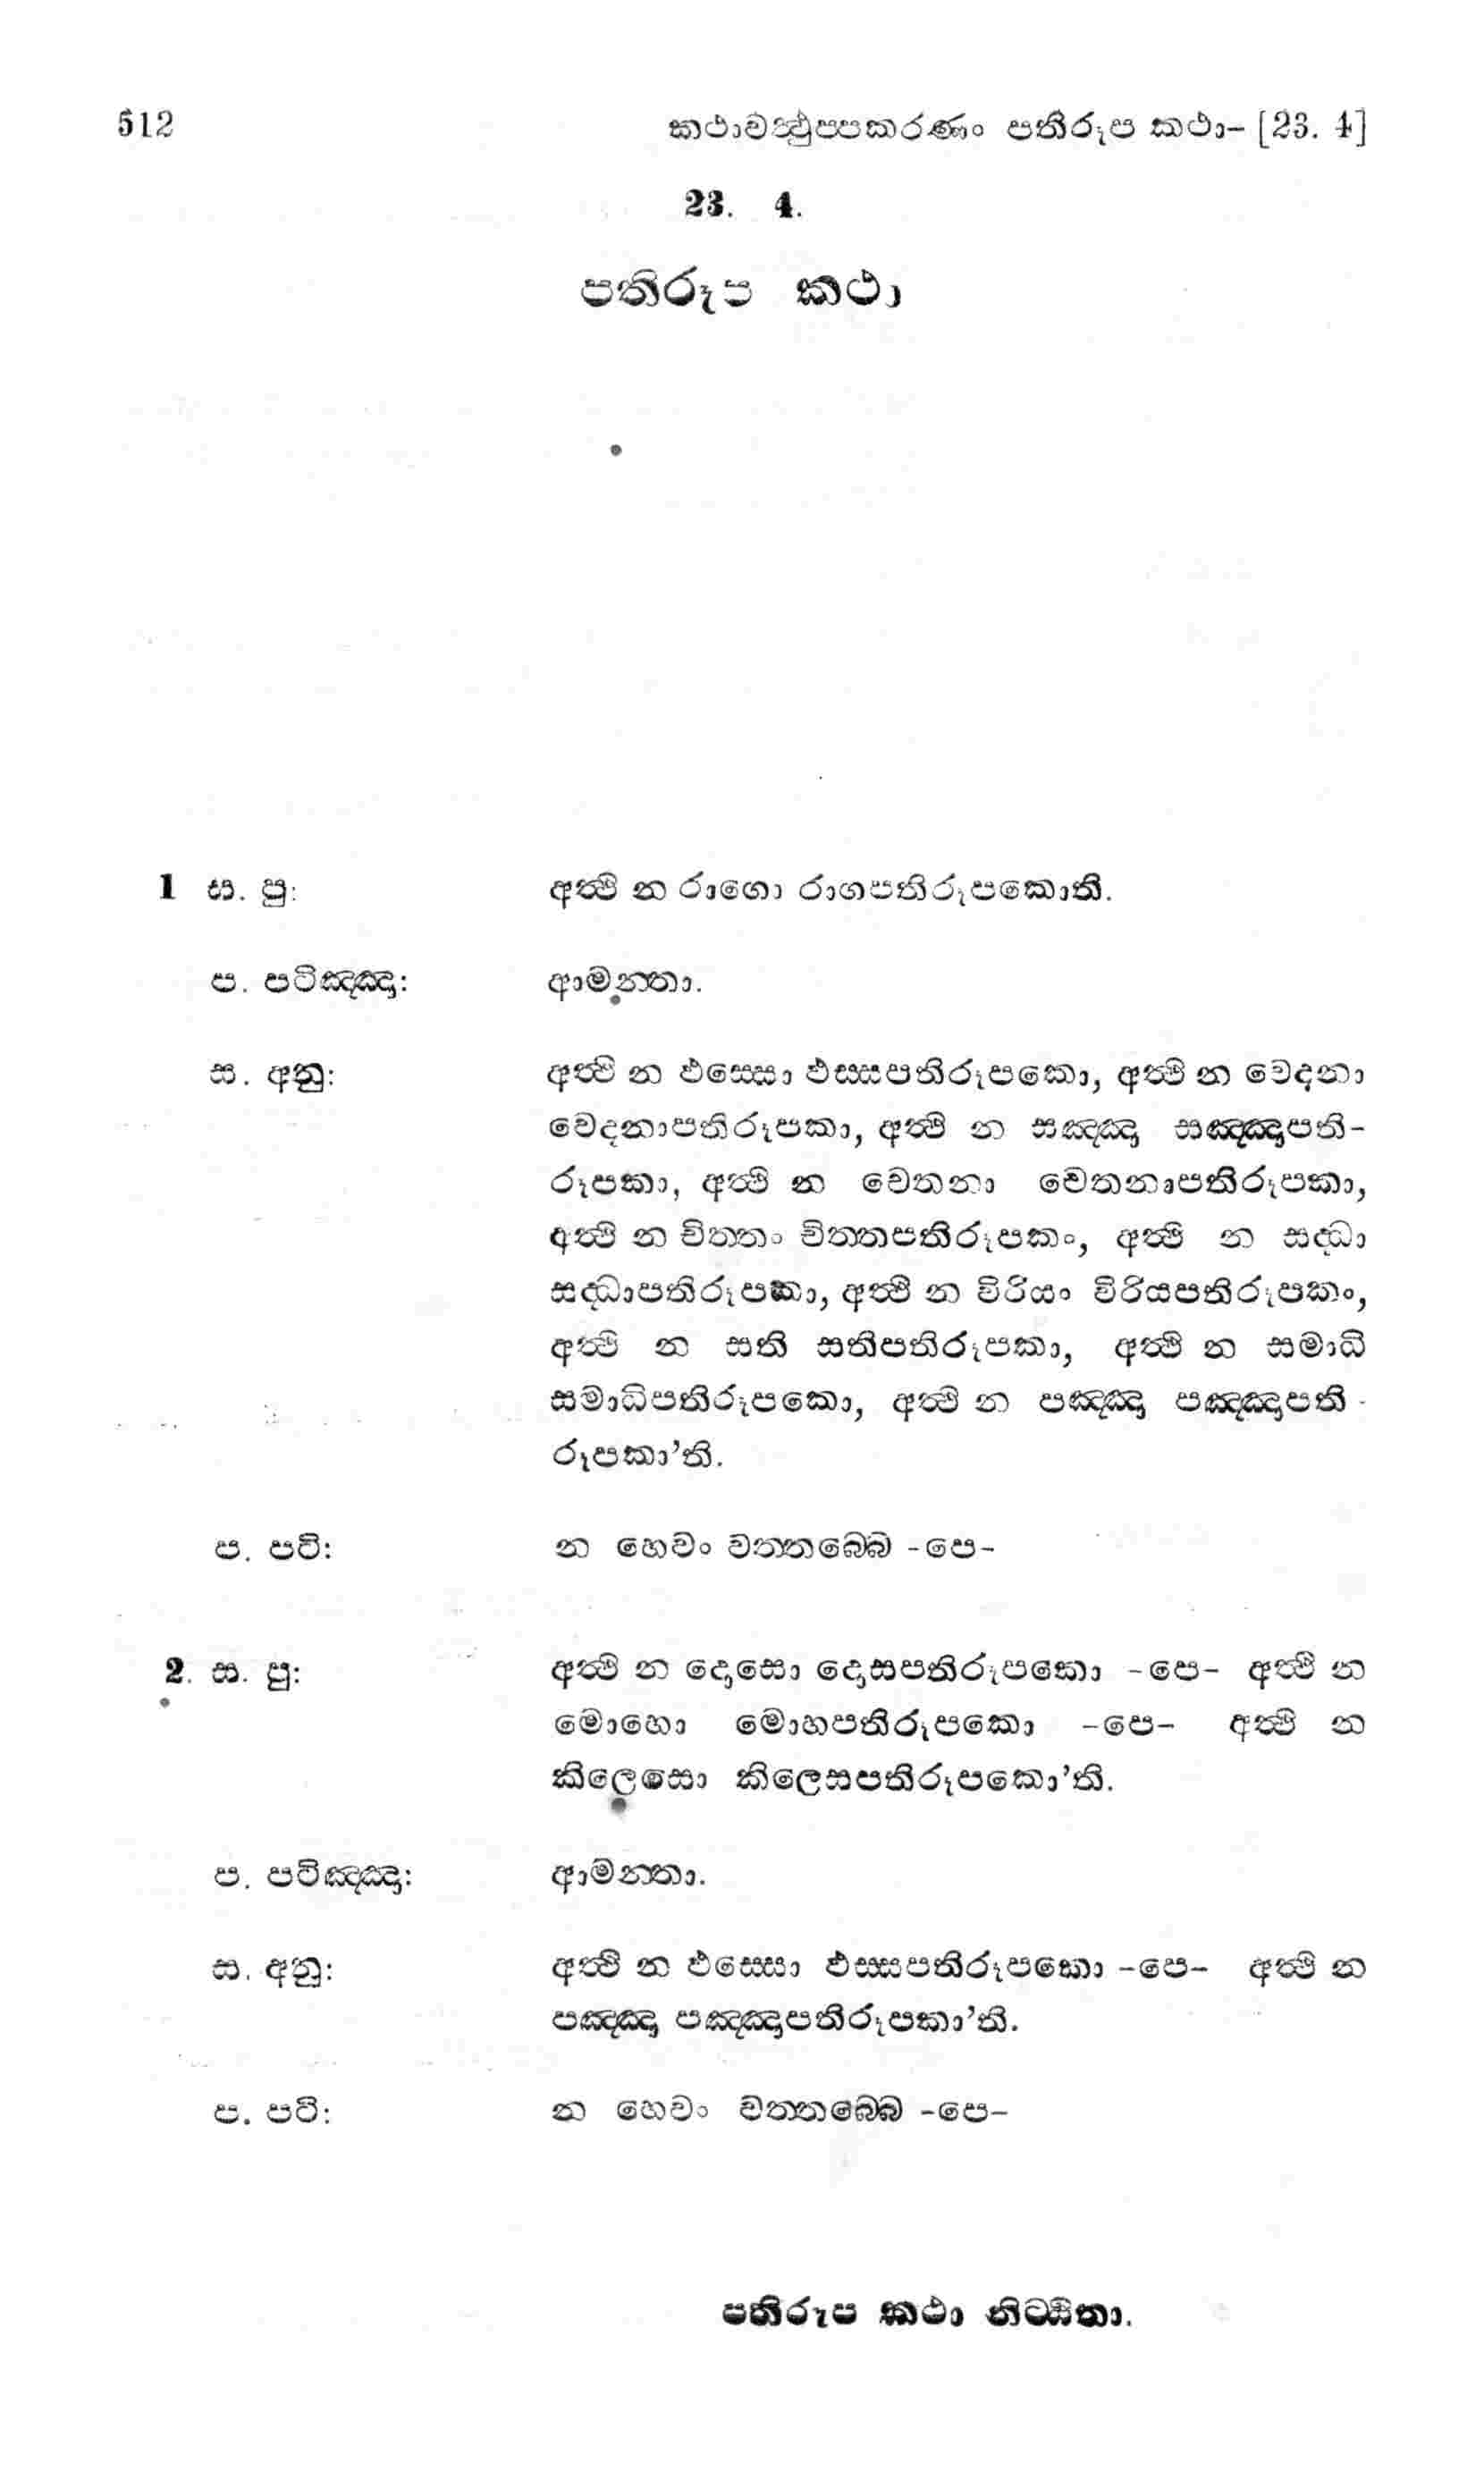 512 කථාවත්ථුප්පකරණං පතිරූප කථා- [23. 4]
23. 4.
පතිරූප කථා
1 ස. පු: අත්ථි න රාගො රාගපතිරූපකොති.
ප. පටිඤ්ඤා: ආමන්තා.
ස. අනු: අත්ථි න ඵස්සො ඵස්සපතිරූපකො, අත්ථි න වෙදනා
වෙදනාපතිරූපකා, අත්ථි න සඤ්ඤා සඤ්ඤාපති-
රූපකා, අත්ථි න චෙතනා චෙතනාපතිරූපකා,
අත්ථි න චිත්තං චිත්තපතිරූපකං, අත්ථි න සද්ධා
සද්ධාපතිරූපකා, අත්ථි න විරියං විරියපතිරූපකං,
අත්ථි න සති සතිපතිරූපකා, අත්ථි න සමාධි
සමාධිපතිරූපකො, අත්ථි න පඤ්ඤා පඤ්ඤාපති-
රූපකා'ති.
ප. පටි: න හෙවං වත්තබ්බෙ -පෙ-
2. ස. පු: අත්ථි න දොසො දොසපතිරූපකො -පෙ- අත්ථි න
මොහො මොහපතිරූපකො -පෙ- අත්ථි න
කිලෙසො කිලෙසපතිරූපකො'ති.
ප. පටිඤ්ඤා: ආමන්තා.
ස. අනු: අත්ථි න ඵස්සො ඵස්සපතිරූපකො -පෙ- අත්ථි න
පඤ්ඤා පඤ්ඤාපතිරූපකා'ති.
ප. පටි: න හෙවං වත්තබ්බෙ -පෙ-
පතිරූප කථා නිට්ඨිතා.